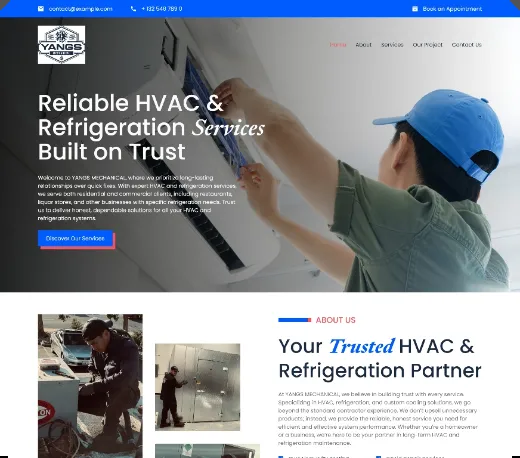 contact@example.com
Book an Appointment
YANGS
Home
About
Services
Our Project
Contact Us
Reliable HVAC &
Refrigeration Services
Built on Trust
Welcome to YANGS MECHANICAL, where we prioritize long-lasting
relationships over quick fixes. With expert HVAC and refrigeration services,
we serve both residential and commercial clients, including restaurants,
liquor stores, and other businesses with specific refrigeration needs. Trust
us to deliver honest, dependable solutions for all your HVAC and
refrigeration systems.
Discover Our Services
ABOUT US
Your Trusted HVAC &
Refrigeration Partner
At YANGS MECHANICAL, we believe in building trust with every service.
Specializing in HVAC, refrigeration, and custom cooling solutions, we go
beyond the standard contractor experience. We don't upsell unnecessary
products; instead, we provide the reliable, honest service you need for
efficient and effective system performance. Whether you're a homeowner
or a business, we're here to be your partner in long-term HVAC and
refrigeration maintenance.